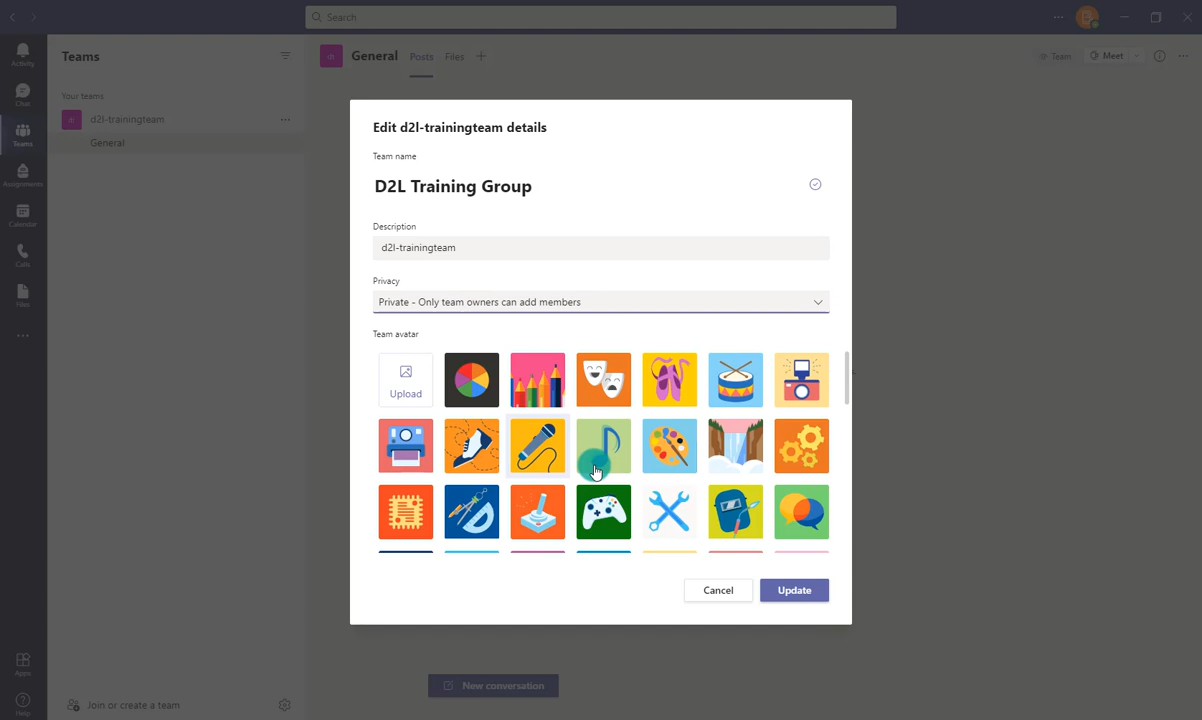 Search
Activity
Chat
Teams
Assignments
Calendar
Calls
Files
Apps
Help
Teams
Your teams
d2l-trainingteam
General
Join or create a team
General
Posts
Files
Team
Meet
Edit d2l-trainingteam details
Team name
D2L Training Group
Description
d2l-trainingteam
Privacy
Private - Only team owners can add members
Team avatar
Upload
Cancel
Update
New conversation